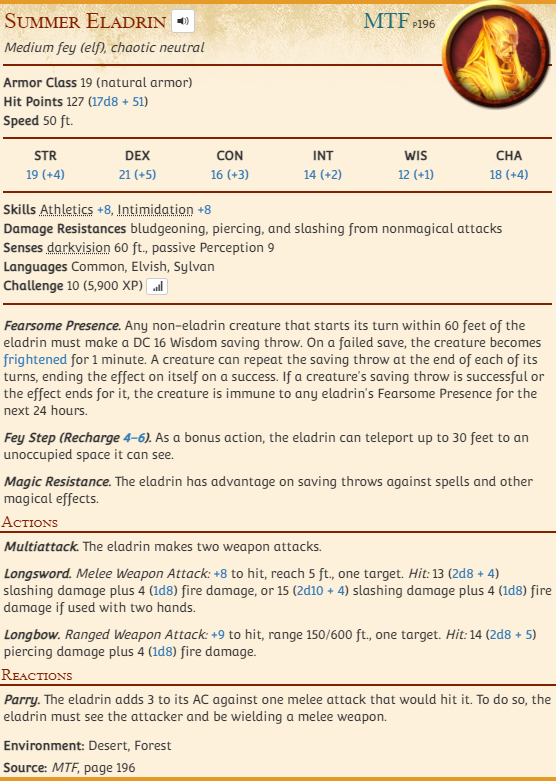 SUMMER ELADRIN MTF p196
Medium fey (elf), chaotic neutral
Armor Class 19 (natural armor)
Hit Points 127 (17d8 + 51)
Speed 50 ft.
STR DEX CON INT WIS CHA
19 (+4) 21 (+5) 16 (+3) 14 (+2) 12 (+1) 18 (+4)
Skills Athletics +8, Intimidation +8
Damage Resistances bludgeoning, piercing, and slashing from nonmagical attacks
Senses darkvision 60 ft., passive Perception 9
Languages Common, Elvish, Sylvan
Challenge 10 (5,900 XP)
Fearsome Presence. Any non-eladrin creature that starts its turn within 60 feet of the
eladrin must make a DC 16 Wisdom saving throw. On a failed save, the creature becomes
frightened for 1 minute. A creature can repeat the saving throw at the end of each of its
turns, ending the effect on itself on a success. If a creature's saving throw is successful or
the effect ends for it, the creature is immune to any eladrin's Fearsome Presence for the
next 24 hours.
Fey Step (Recharge 4–6). As a bonus action, the eladrin can teleport up to 30 feet to an
unoccupied space it can see.
Magic Resistance. The eladrin has advantage on saving throws against spells and other
magical effects.
ACTIONS
Multiattack. The eladrin makes two weapon attacks.
Longsword. Melee Weapon Attack: +8 to hit, reach 5 ft., one target. Hit: 13 (2d8 + 4)
slashing damage plus 4 (1d8) fire damage, or 15 (2d10 + 4) slashing damage plus 4 (1d8) fire
damage if used with two hands.
Longbow. Ranged Weapon Attack: +9 to hit, range 150/600 ft., one target. Hit: 14 (2d8 + 5)
piercing damage plus 4 (1d8) fire damage.
REACTIONS
Parry. The eladrin adds 3 to its AC against one melee attack that would hit it. To do so, the
eladrin must see the attacker and be wielding a melee weapon.
Environment: Desert, Forest
Source: MTF, page 196